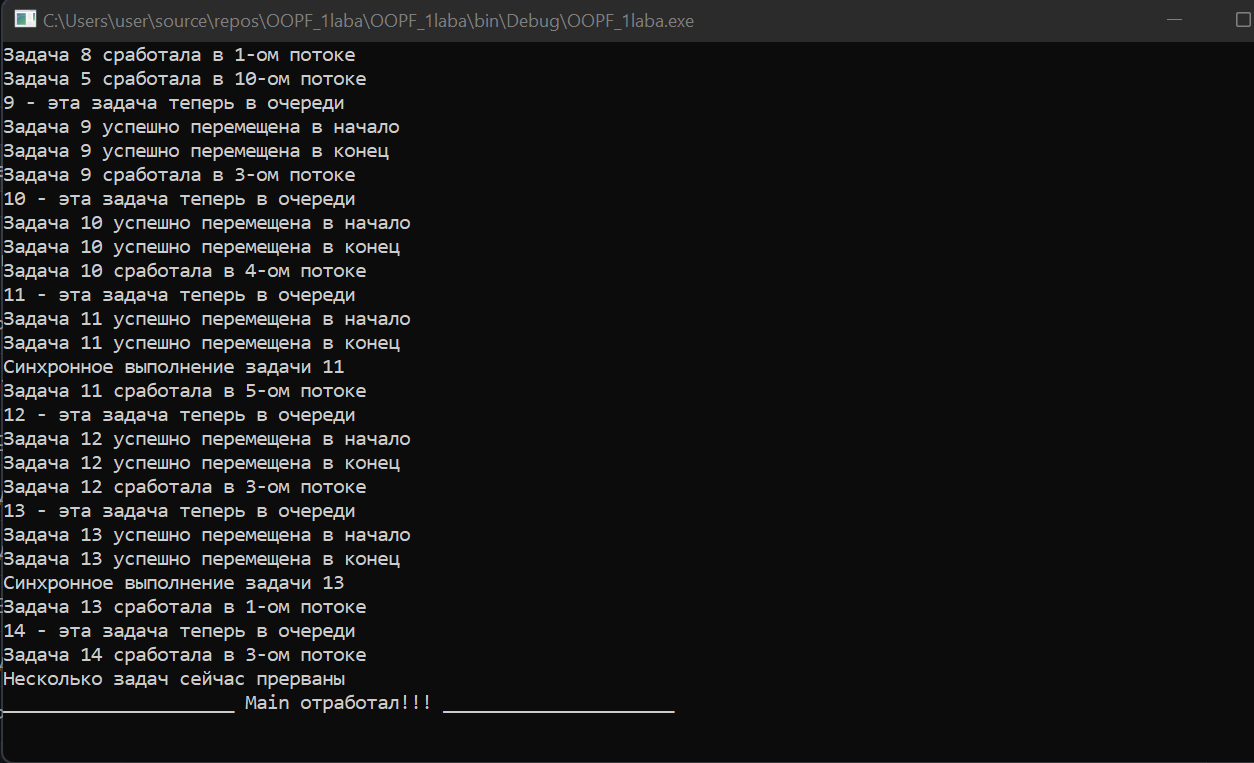 C:\Users\user\source\repos\OOPF_1laba\OOPF_1laba\bin\Debug\OOPF_1laba.exe
Задача 8 сработала в 1-ом потоке
Задача 5 сработала в 10-ом потоке
9 - эта задача теперь в очереди
Задача 9 успешно перемещена в начало
Задача 9 успешно перемещена в конец
Задача 9 сработала в 3-ом потоке
10 - эта задача теперь в очереди
Задача 10 успешно перемещена в начало
Задача 10 успешно перемещена в конец
Задача 10 сработала в 4-ом потоке
11 - эта задача теперь в очереди
Задача 11 успешно перемещена в начало
Задача 11 успешно перемещена в конец
Синхронное выполнение задачи 11
Задача 11 сработала в 5-ом потоке
12 - эта задача теперь в очереди
Задача 12 успешно перемещена в начало
Задача 12 успешно перемещена в конец
Задача 12 сработала в 3-ом потоке
13 - эта задача теперь в очереди
Задача 13 успешно перемещена в начало
Задача 13 успешно перемещена в конец
Синхронное выполнение задачи 13
Задача 13 сработала в 1-ом потоке
14 - эта задача теперь в очереди
Задача 14 сработала в 3-ом потоке
Несколько задач сейчас прерваны
_____________________ Main отработал!!! _____________________